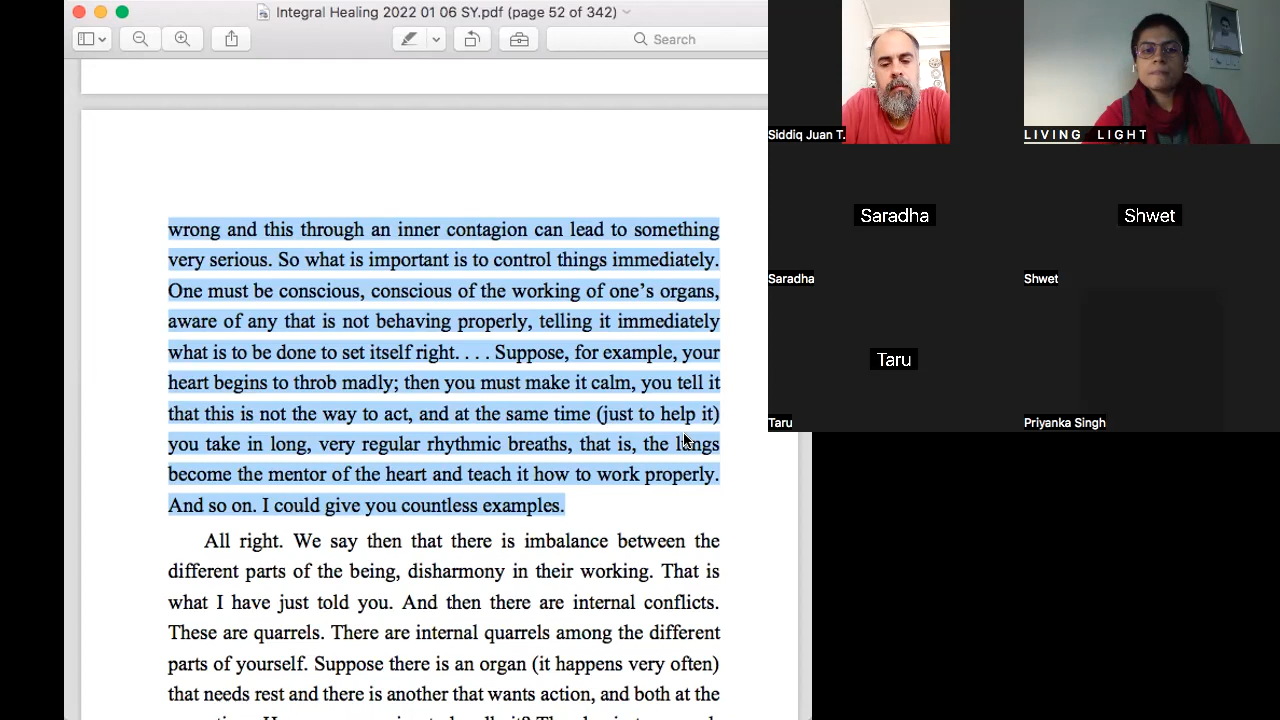 Integral Healing 2022 01 06 SY.pdf (page 52 of 342)
Search
wrong and this through an inner contagion can lead to something
very serious. So what is important is to control things immediately.
One must be conscious, conscious of the working of one's organs,
aware of any that is not behaving properly, telling it immediately
what is to be done to set itself right. . . . Suppose, for example, your
heart begins to throb madly; then you must make it calm, you tell it
that this is not the way to act, and at the same time (just to help it)
you take in long, very regular rhythmic breaths, that is, the lungs
become the mentor of the heart and teach it how to work properly.
And so on. I could give you countless examples.
All right. We say then that there is imbalance between the
different parts of the being, disharmony in their working. That is
what I have just told you. And then there are internal conflicts.
These are quarrels. There are internal quarrels among the different
parts of yourself. Suppose there is an organ (it happens very often)
that needs rest and there is another that wants action, and both at the
Siddiq Juan T.
LIVING LIGHT
Saradha
Shwet
Saradha
Shwet
Taru
Taru
Priyanka Singh